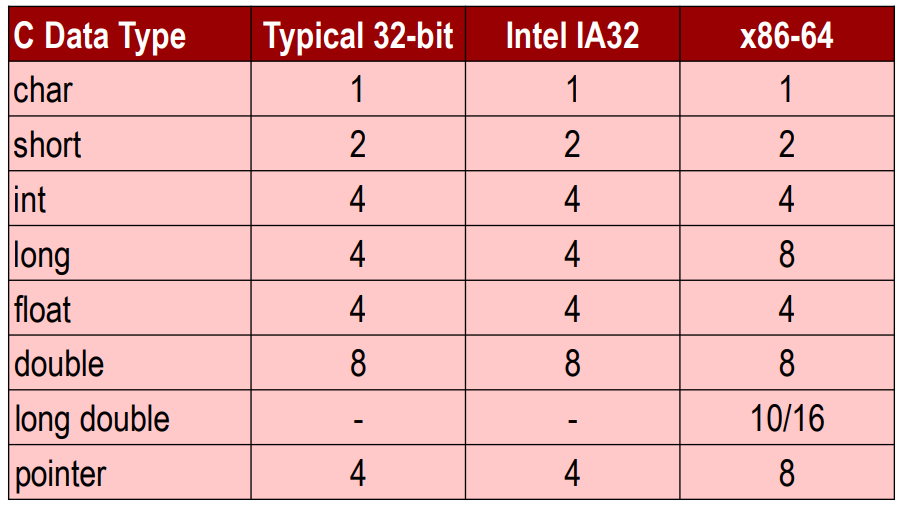 C Data Type Typical 32-bit Intel IA32 x86-64
char 1 1 1
short 2 2 2
int 4 4 4
long 4 4 8
float 4 4 4
double 8 8 8
long double - - 10/16
pointer 4 4 8